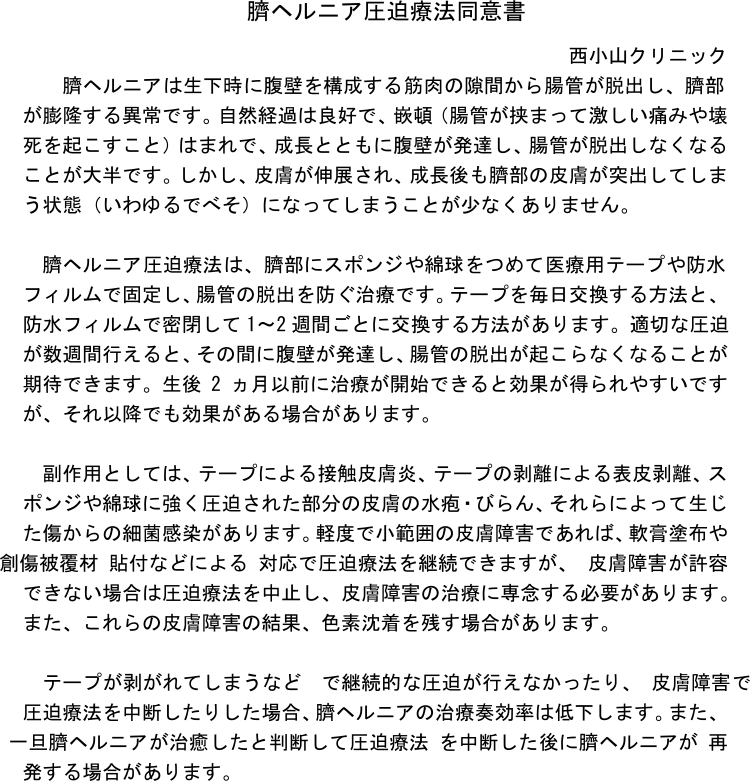 臍ヘルニア圧迫療法同意書
西小山クリニック
臍ヘルニアは生下時に腹壁を構成する筋肉の隙間から腸管が脱出し、臍部
が膨隆する異常です。自然経過は良好で、嵌頓（腸管が挟まって激しい痛みや壊
死を起こすこと）はまれで、成長とともに腹壁が発達し、腸管が脱出しなくなる
ことが大半です。しかし、皮膚が伸展され、成長後も臍部の皮膚が突出してしま
う状態（いわゆるでべそ）になってしまうことが少なくありません。
臍ヘルニア圧迫療法は、臍部にスポンジや綿球をつめて医療用テープや防水
フィルムで固定し、腸管の脱出を防ぐ治療です。テープを毎日交換する方法と、
防水フィルムで密閉して1～2週間ごとに交換する方法があります。適切な圧迫
が数週間行えると、その間に腹壁が発達し、腸管の脱出が起こらなくなることが
期待できます。生後 2 ヵ月以前に治療が開始できると効果が得られやすいです
が、それ以降でも効果がある場合があります。
副作用としては、テープによる接触皮膚炎、テープの剥離による表皮剥離、ス
ポンジや綿球に強く圧迫された部分の皮膚の水疱・びらん、それらによって生じ
た傷からの細菌感染があります。軽度で小範囲の皮膚障害であれば、軟膏塗布や
創傷被覆材 貼付などによる 対応で圧迫療法を継続できますが、 皮膚障害が許容
できない場合は圧迫療法を中止し、皮膚障害の治療に専念する必要があります。
また、これらの皮膚障害の結果、色素沈着を残す場合があります。
テープが剥がれてしまうなど　で継続的な圧迫が行えなかったり、 皮膚障害で
圧迫療法を中断したりした場合、臍ヘルニアの治療奏効率は低下します。また、
一旦臍ヘルニアが治癒したと判断して圧迫療法 を中断した後に臍ヘルニアが 再
発する場合があります。